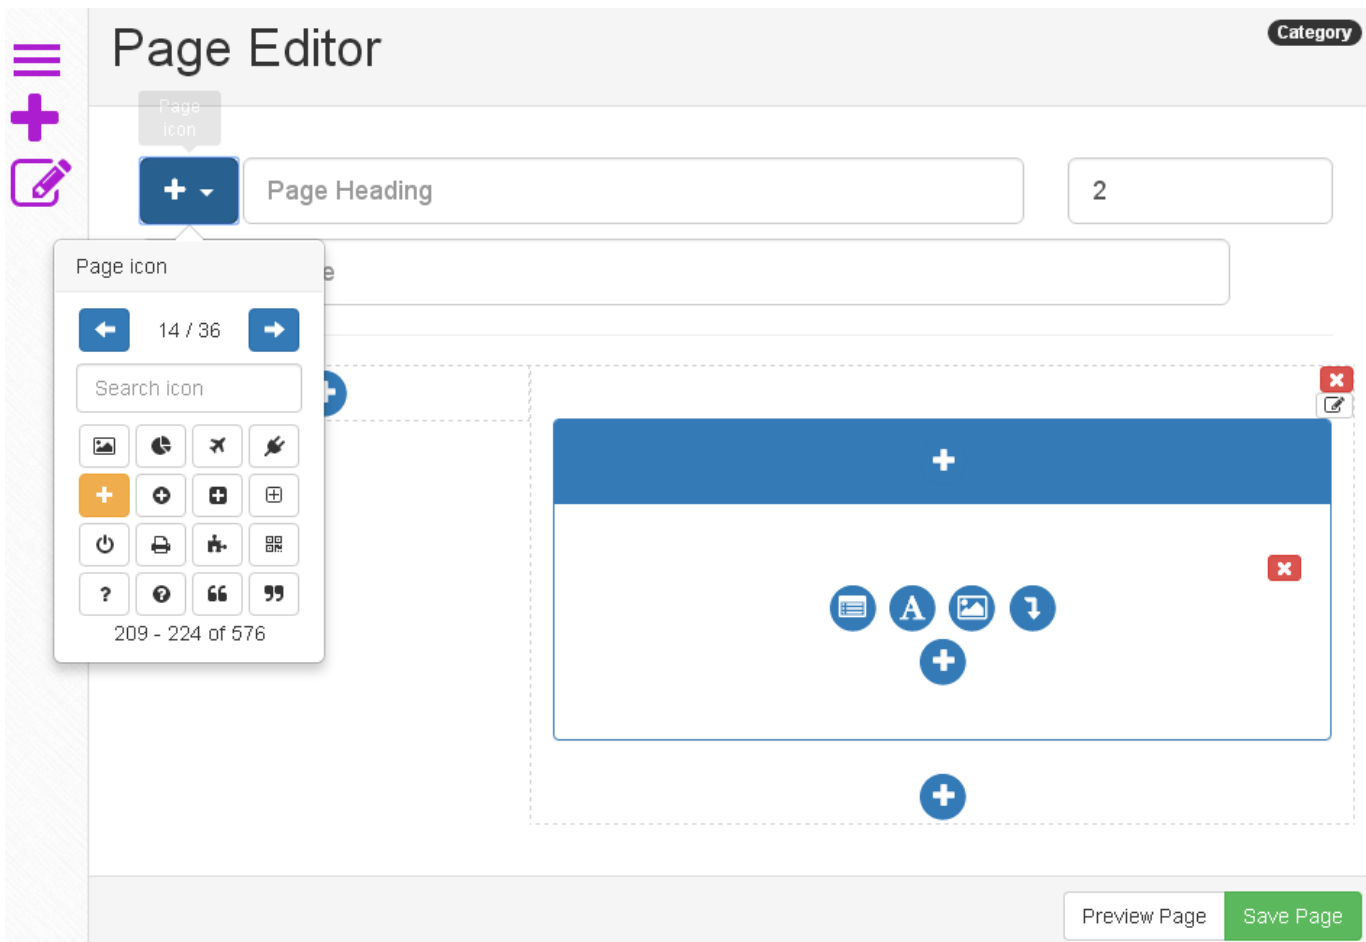 Page Editor
Category
Page
icon
Page Heading
2
e
Page icon
14 / 36
Search icon
209 - 224 of 576
Preview Page
Save Page